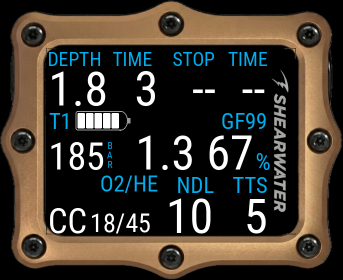 DEPTH TIME STOP TIME
1.8 3 -- --
T1 GF99
185 BAR 1.3 67%
O2/HE NDL TTS
CC 18/45 10 5
SHEARWATER